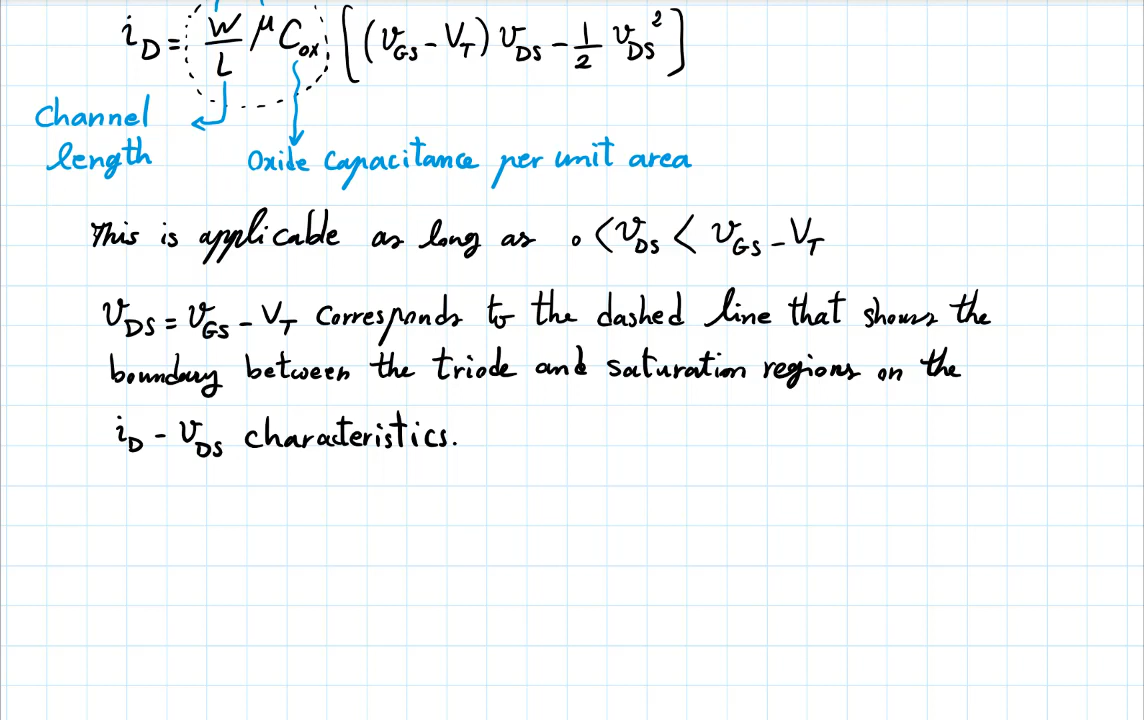 i_D = W/L μ C_ox [(v_GS - V_T) v_DS - 1/2 v_DS²]
Channel
length
Oxide capacitance per unit area
This is applicable as long as 0 < v_DS < v_GS - V_T
v_DS = v_GS - V_T corresponds to the dashed line that shows the
boundary between the triode and saturation regions on the
i_D - v_DS characteristics.